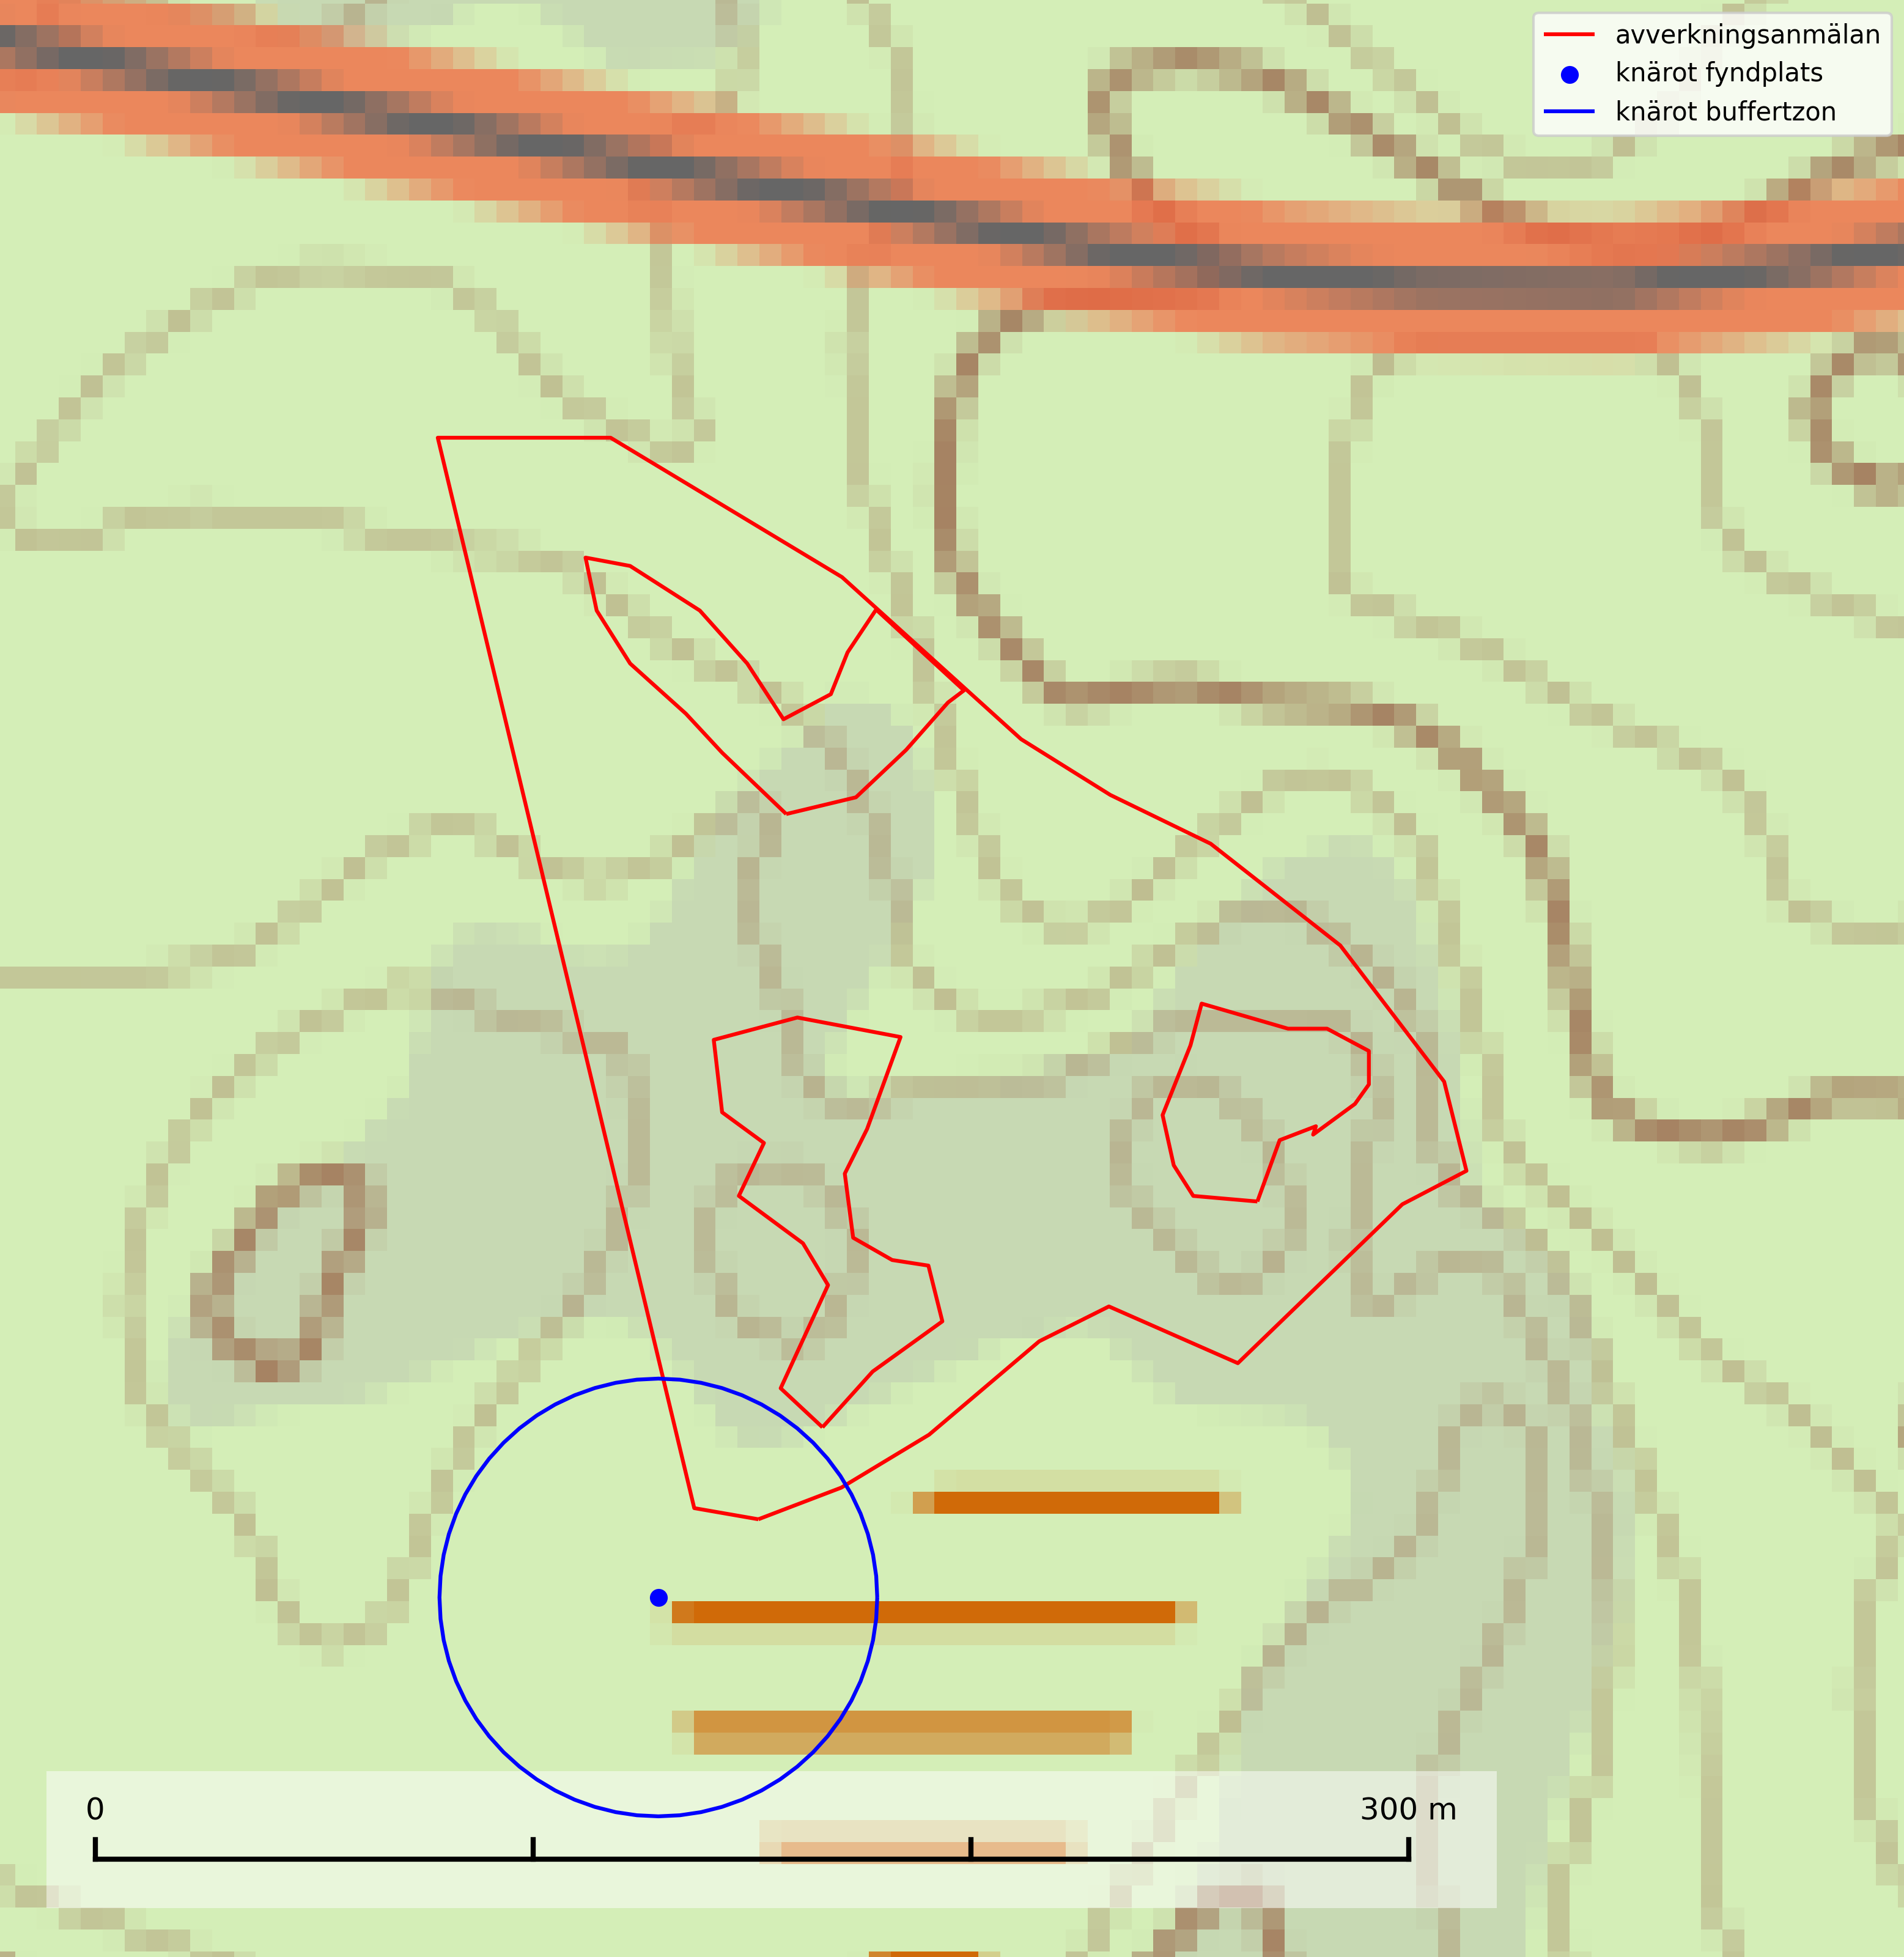 avverkningsanmälan
knärot fyndplats
knärot buffertzon
0
300 m